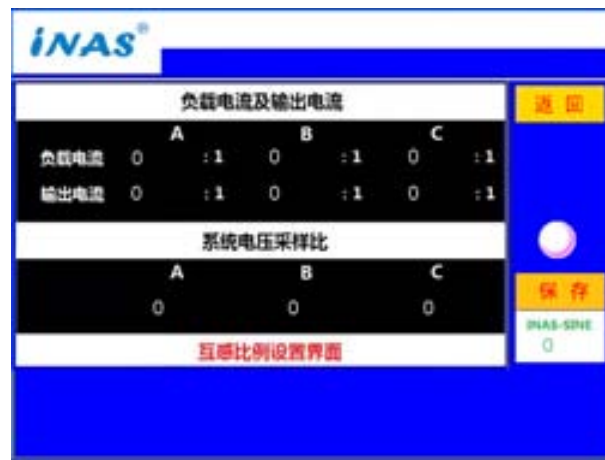 iNAS®
负载电流及输出电流
返回
A B C
负载电流 0 :1 0 :1 0 :1
输出电流 0 :1 0 :1 0 :1
系统电压采样比
A B C
0 0 0
保存
INAS-SINE
0
互感比例设置界面